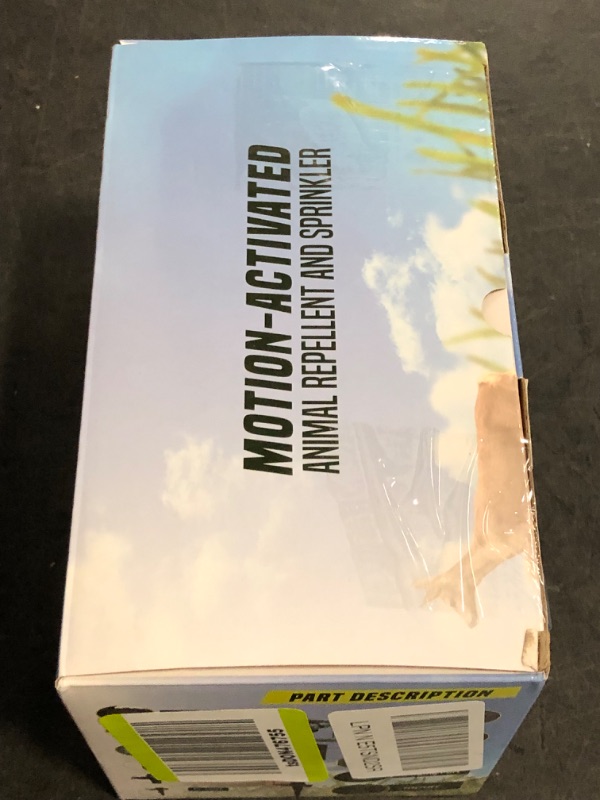 MOTION-ACTIVATED
ANIMAL REPELLENT AND SPRINKLER
PART DESCRIPTION